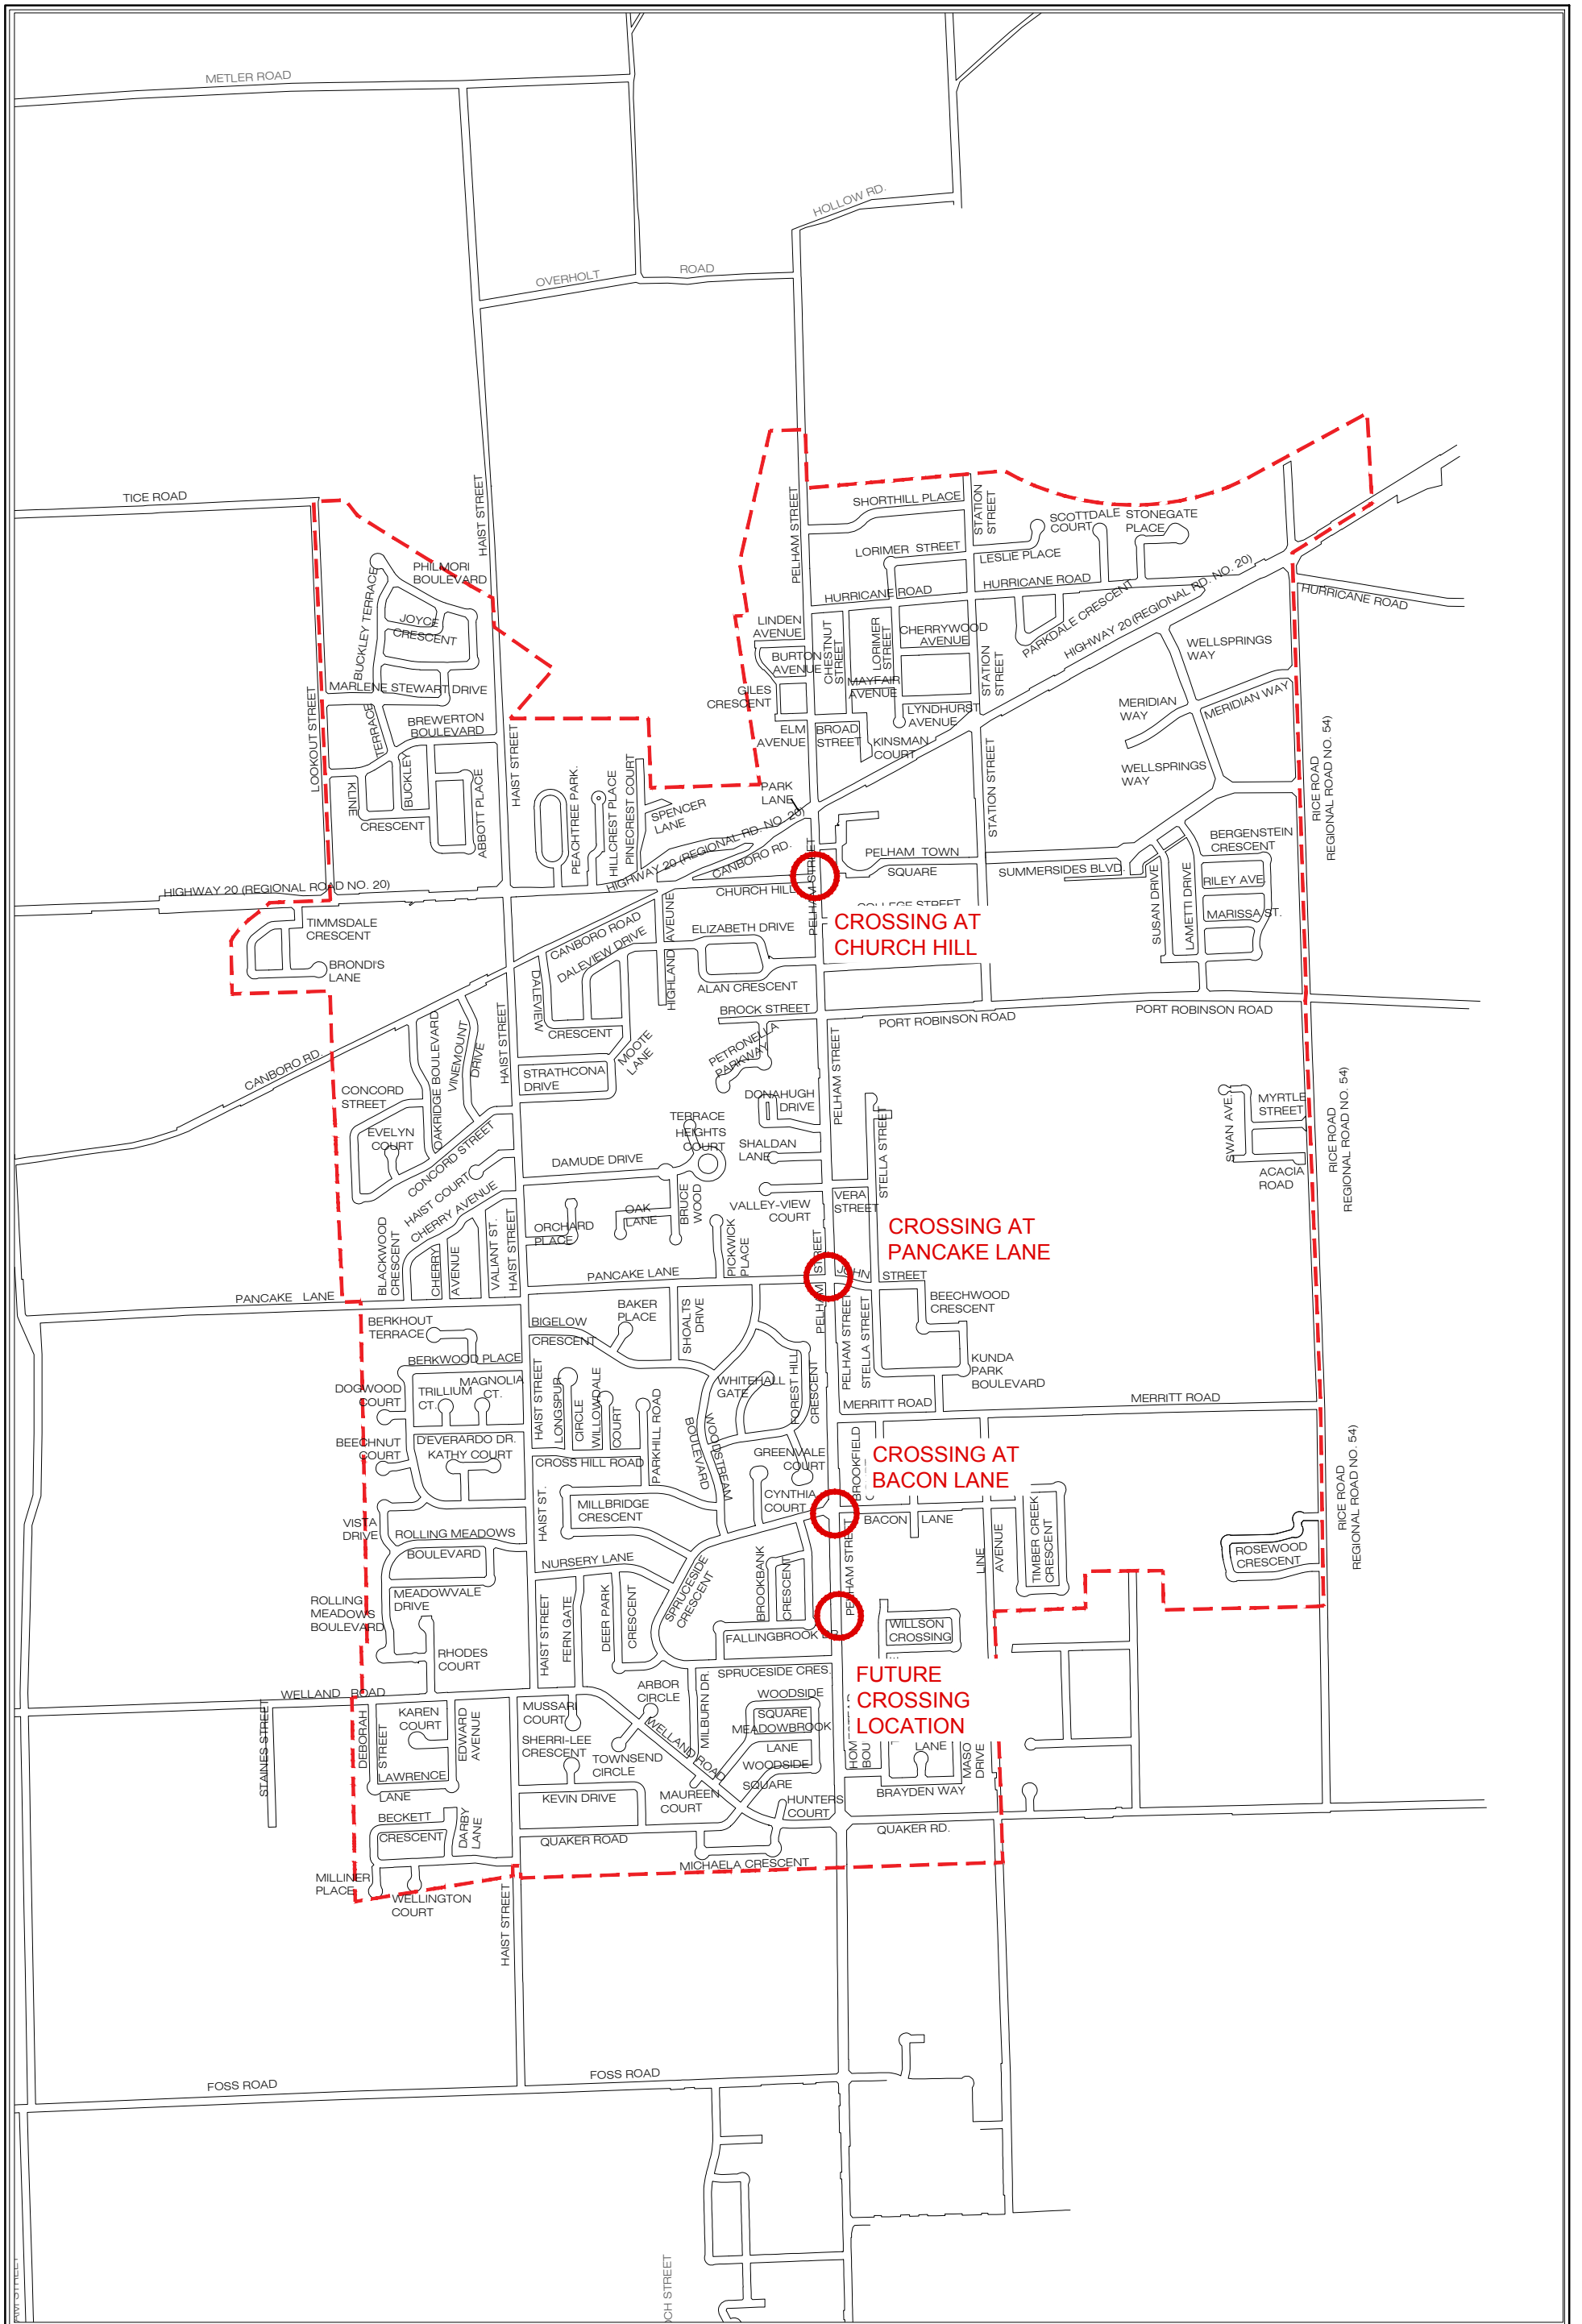 METLER ROAD
HOLLOW RD.
OVERHOLT
ROAD
TICE ROAD
HAIST STREET
PELHAM STREET
SHORTHILL PLACE
STATION
STREET
SCOTTDALE
COURT
STONEGATE
PLACE
LORIMER STREET
LESLIE PLACE
HURRICANE ROAD
HURRICANE ROAD
HURRICANE ROAD
PHILMORI
BOULEVARD
BUCKLEY TERRACE
JOYCE
CRESCENT
LINDEN
AVENUE
BURTON
AVENUE
CHESTNUT
STREET
LORIMER
STREET
CHERRYWOOD
AVENUE
PARKDALE CRESCENT
HIGHWAY 20 (REGIONAL RD. NO. 20)
WELLSPRINGS
WAY
MARLENE STEWART DRIVE
GILES
CRESCENT
MAYFAIR
AVENUE
LYNDHURST
AVENUE
STATION
STREET
MERIDIAN
WAY
MERIDIAN WAY
LOOKOUT STREET
TERRACE
BREWERTON
BOULEVARD
ELM
AVENUE
BROAD
STREET
KINSMAN
COURT
WELLSPRINGS
WAY
HAIST STREET
KLINE
CRESCENT
BUCKLEY
ABBOTT PLACE
PEACHTREE PARK.
HILLCREST PLACE
PINECREST COURT
SPENCER
LANE
PARK
LANE
STATION STREET
RICE ROAD
REGIONAL ROAD NO. 54)
HIGHWAY 20 (REGIONAL RD. NO. 20)
CANBORO RD.
PELHAM STREET
PELHAM TOWN
SQUARE
SUMMERSIDES BLVD.
BERGENSTEIN
CRESCENT
RILEY AVE.
MARISSA ST.
SUSAN DRIVE
LAMETTI DRIVE
HIGHWAY 20 (REGIONAL ROAD NO. 20)
CHURCH HILL
COLLEGE STREET
CROSSING AT
CHURCH HILL
TIMMSDALE
CRESCENT
BRONDI'S
LANE
CANBORO ROAD
DALEVIEW DRIVE
HIGHLAND AVEUNE
ELIZABETH DRIVE
ALAN CRESCENT
DALEVIEW
CRESCENT
BROCK STREET
PORT ROBINSON ROAD
PORT ROBINSON ROAD
CANBORO RD.
OAKRIDGE BOULEVARD
VINEMOUNT
DRIVE
HAIST STREET
STRATHCONA
DRIVE
MOOTE
LANE
PETRONELLA
PARKWAY
PELHAM STREET
CONCORD
STREET
EVELYN
COURT
CONCORD STREET
DONAHUGH
DRIVE
TERRACE
HEIGHTS
COURT
SHALDAN
LANE
STELLA STREET
SWAN AVE.
MYRTLE
STREET
ACACIA
ROAD
RICE ROAD
REGIONAL ROAD NO. 54)
DAMUDE DRIVE
HAIST COURT
CHERRY AVENUE
BRUCE
WOOD
VALLEY-VIEW
COURT
VERA
STREET
BLACKWOOD
CRESCENT
CHERRY
AVENUE
VALIANT ST.
HAIST STREET
ORCHARD
PLACE
OAK
LANE
PICKWICK
PLACE
CROSSING AT
PANCAKE LANE
PELHAM STREET
PANCAKE LANE
PANCAKE LANE
JOHN STREET
BEECHWOOD
CRESCENT
BERKHOUT
TERRACE
BIGELOW
CRESCENT
BAKER
PLACE
SHOALTS
DRIVE
PELHAM STREET
STELLA STREET
KUNDA
PARK
BOULEVARD
BERKWOOD PLACE
DOGWOOD
COURT
TRILLIUM
CT.
MAGNOLIA
CT.
HAIST STREET
LONGSPUR
CIRCLE
WILLOWDALE
COURT
PARKHILL ROAD
WHITEHALL
GATE
FOREST HILL
CRESCENT
MERRITT ROAD
MERRITT ROAD
BEECHNUT
COURT
D'EVERARDO DR.
KATHY COURT
CROSS HILL ROAD
WOODSTREAM
BOULEVARD
GREENVALE
COURT
BROOKFIELD
CROSSING AT
BACON LANE
CYNTHIA
COURT
BACON LANE
VISTA
DRIVE
ROLLING MEADOWS
BOULEVARD
HAIST ST.
MILLBRIDGE
CRESCENT
NURSERY LANE
SPRUCESIDE
CRESCENT
BROOKBANK
CRESCENT
PELHAM STREET
LINE
AVENUE
TIMBER CREEK
CRESCENT
ROSEWOOD
CRESCENT
RICE ROAD
REGIONAL ROAD NO. 54)
ROLLING
MEADOWS
BOULEVARD
MEADOWVALE
DRIVE
RHODES
COURT
HAIST STREET
FERN GATE
DEER PARK
CRESCENT
FALLINGBROOK DR.
WILLSON
CROSSING
SPRUCESIDE CRES.
FUTURE
CROSSING
LOCATION
WELLAND ROAD
STAINES STREET
DEBORAH
STREET
KAREN
COURT
EDWARD
AVENUE
MUSSARI
COURT
ARBOR
CIRCLE
WELLAND ROAD
MILBURN DR.
WOODSIDE
SQUARE
MEADOWBROOK
LANE
WOODSIDE
SQUARE
SHERRI-LEE
CRESCENT
TOWNSEND
CIRCLE
LANE
DRIVE
LAWRENCE
LANE
KEVIN DRIVE
MAUREEN
COURT
HUNTERS
COURT
BRAYDEN WAY
BECKETT
CRESCENT
DARBY
LANE
QUAKER ROAD
QUAKER RD.
MILLINER
PLACE
WELLINGTON
COURT
MICHAELA CRESCENT
HAIST STREET
FOSS ROAD
FOSS ROAD